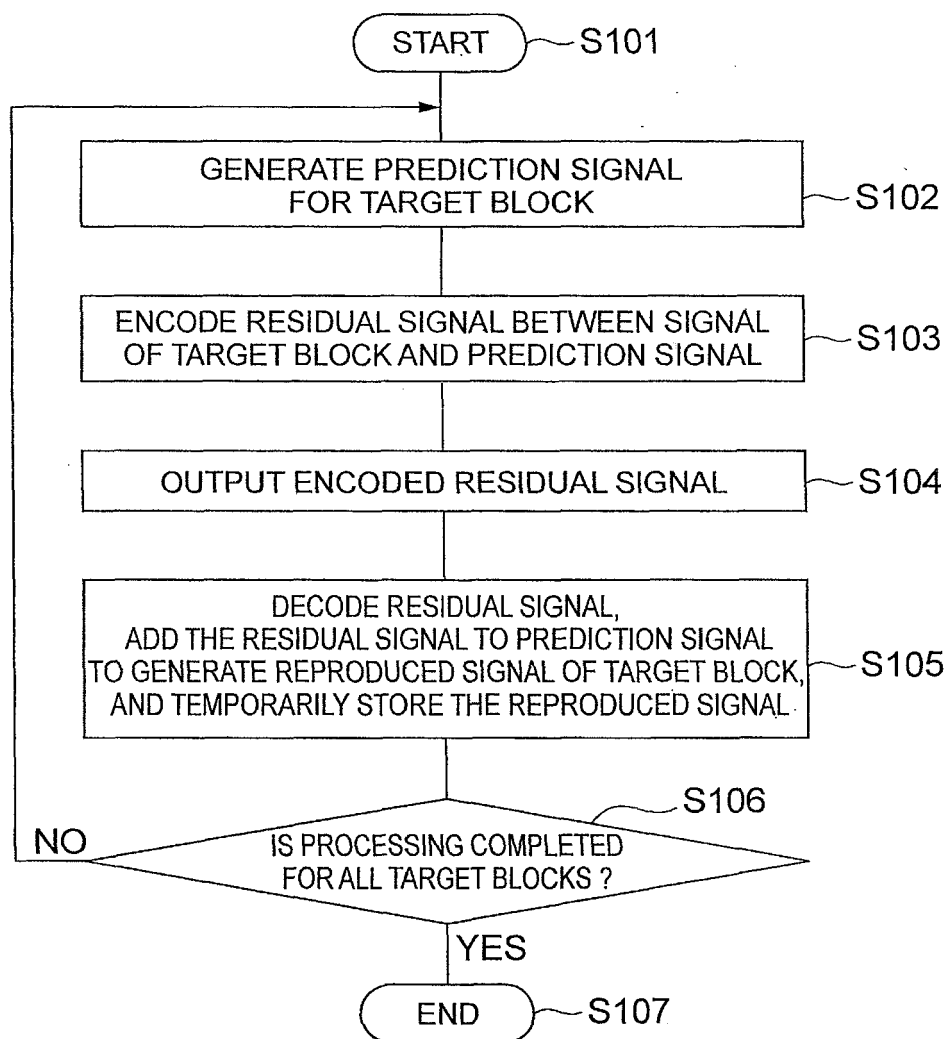 START
S101
GENERATE PREDICTION SIGNAL
FOR TARGET BLOCK
S102
ENCODE RESIDUAL SIGNAL BETWEEN SIGNAL
OF TARGET BLOCK AND PREDICTION SIGNAL
S103
OUTPUT ENCODED RESIDUAL SIGNAL
S104
DECODE RESIDUAL SIGNAL,
ADD THE RESIDUAL SIGNAL TO PREDICTION SIGNAL
TO GENERATE REPRODUCED SIGNAL OF TARGET BLOCK,
AND TEMPORARILY STORE THE REPRODUCED SIGNAL
S105
S106
NO
IS PROCESSING COMPLETED
FOR ALL TARGET BLOCKS ?
YES
END
S107